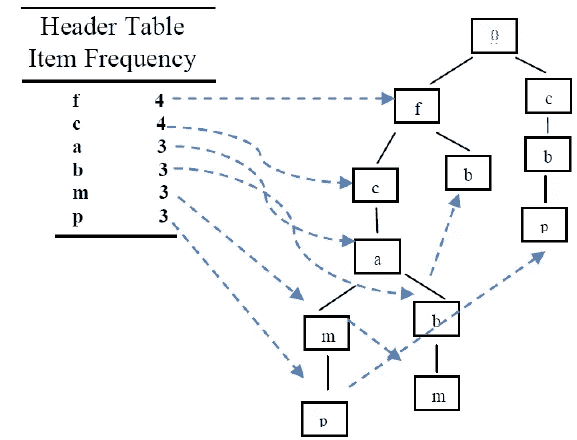 Header Table
Item Frequency
f 4
c 4
a 3
b 3
m 3
p 3
{}
f
c
c
b
b
p
a
m
b
p
m